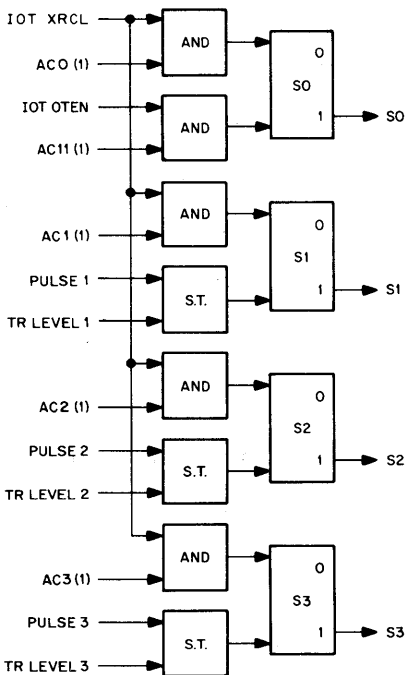 IOT XRCL
AND
0
AC0 (1)
S0
IOT OTEN
1
S0
AND
AC11 (1)
AND
0
AC1 (1)
S1
PULSE 1
1
S1
S.T.
TR LEVEL 1
AND
0
AC2 (1)
S2
PULSE 2
1
S2
S.T.
TR LEVEL 2
AND
0
AC3 (1)
S3
PULSE 3
1
S3
S.T.
TR LEVEL 3